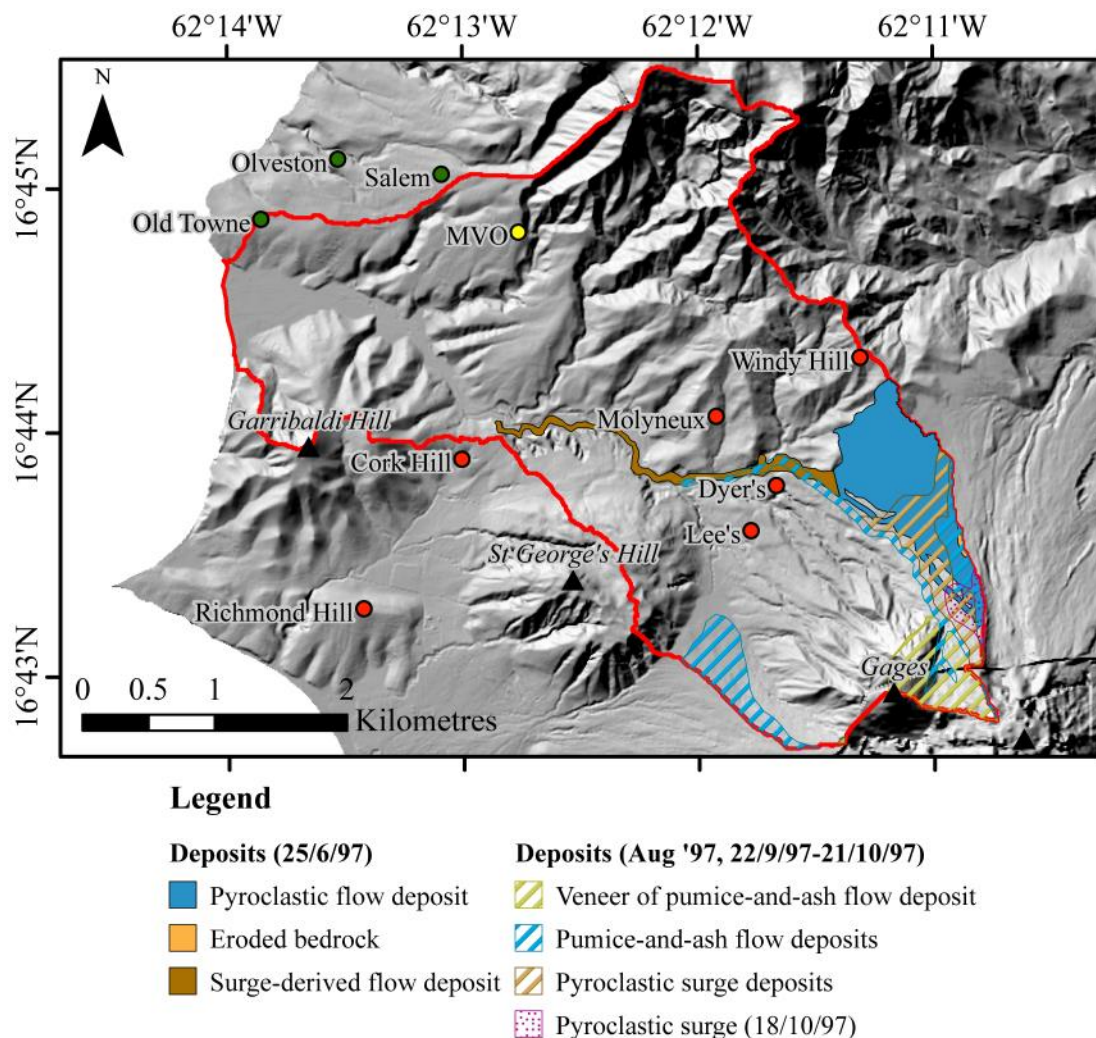 62°14'W 62°13'W 62°12'W 62°11'W
N
16°45'N
Olveston
Salem
Old Towne
MVO
Windy Hill
16°44'N
Garribaldi Hill
Molyneux
Cork Hill
Dyer's
Lee's
St George's Hill
Richmond Hill
16°43'N
Gages
0 0.5 1 2
Kilometres
Legend
Deposits (25/6/97)
Pyroclastic flow deposit
Eroded bedrock
Surge-derived flow deposit
Deposits (Aug '97, 22/9/97-21/10/97)
Veneer of pumice-and-ash flow deposit
Pumice-and-ash flow deposits
Pyroclastic surge deposits
Pyroclastic surge (18/10/97)